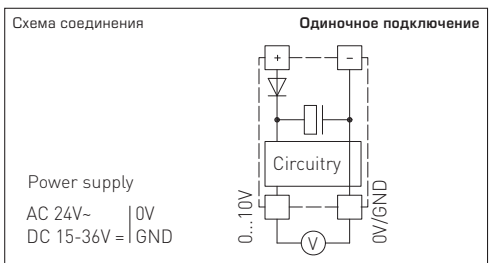 Схема соединения
Одиночное подключение
+ −
Circuitry
Power supply
AC 24V~ | 0V
DC 15-36V = | GND
0...10V
0V/GND
V